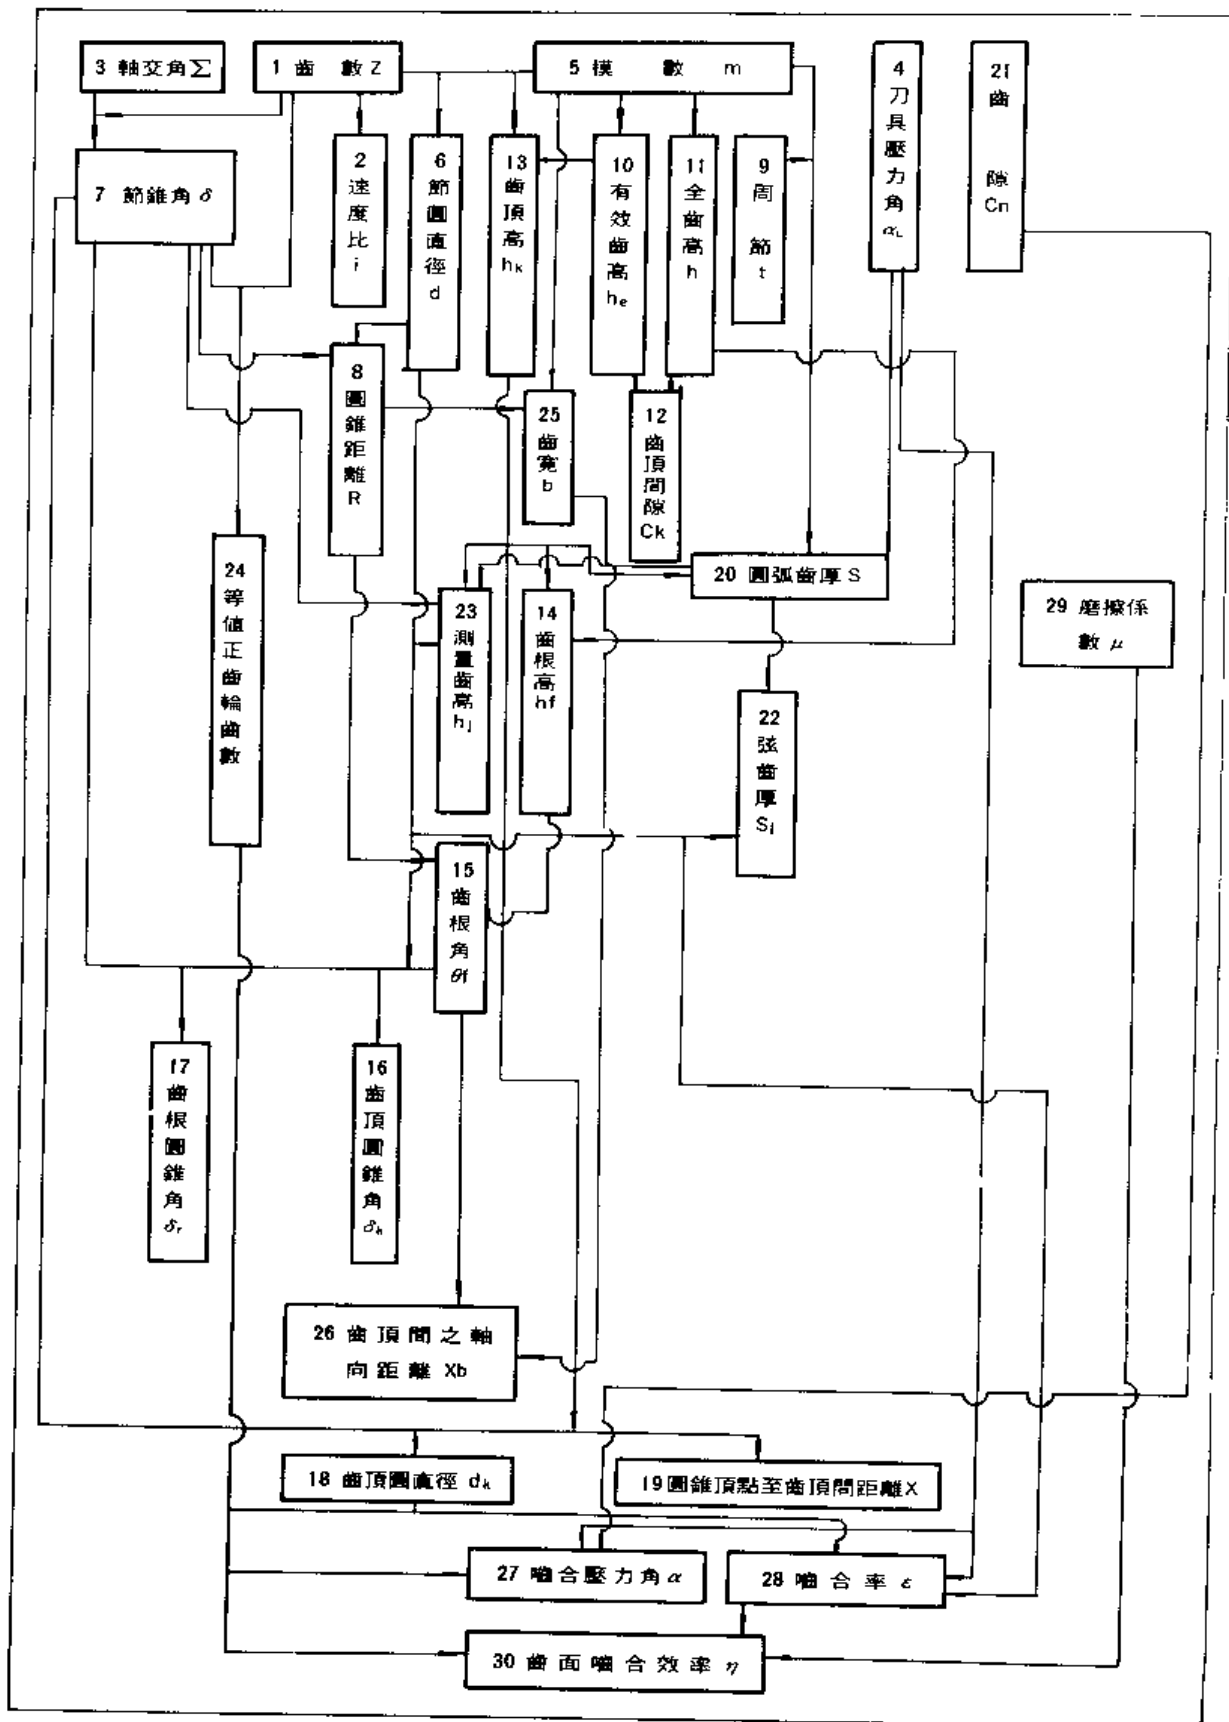 3 軸交角Σ
1 齒 數 Z
5 模 數 m
4 刀具壓力角αL
21 齒 隙 Cn
7 節錐角 δ
2 速度比 i
6 節圓直徑 d
13 齒頂高 hk
10 有效齒高 he
11 全齒高 h
9 周 節 t
8 圓錐距離 R
25 齒寬 b
12 齒頂間隙 Ck
20 圓弧齒厚 S
24 等値正齒輪齒數
23 測量齒高 hj
14 齒根高 hf
29 磨擦係
數 μ
22 弦齒厚 Sj
15 齒根角 θf
17 齒根圓錐角 δr
16 齒頂圓錐角 δk
26 齒 頂 間 之 軸
向 距 離 Xb
18 齒頂圓直徑 dk
19 圓錐頂點至齒頂間距離X
27 嚙合壓力角α
28 嚙 合 率 ε
30 齒 面 嚙 合 效 率 η